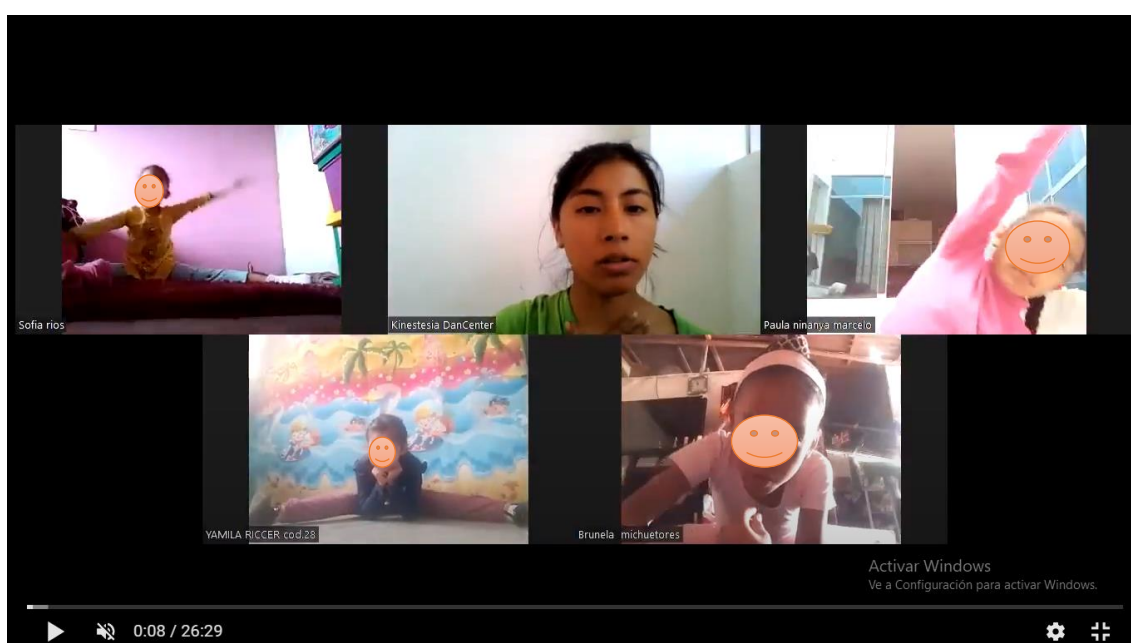 Sofia rios
Kinestesia DanCenter
Paula ninanya marcelo
YAMILA RICCER cod.28
Brunela michuetores
Activar Windows
Ve a Configuración para activar Windows.
0:08 / 26:29